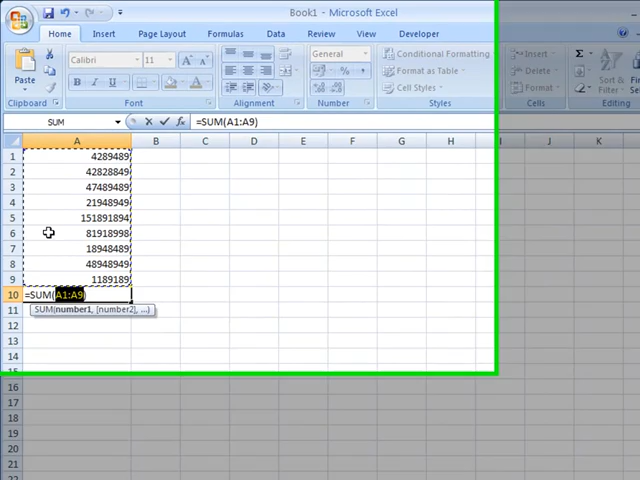 Book1 - Microsoft Excel
Home Insert Page Layout Formulas Data Review View Developer
Paste
Clipboard
Calibri 11
B I U
Font
Alignment
General
%
Number
Conditional Formatting
Format as Table
Cell Styles
Styles
Insert
Delete
Format
Cells
Σ
Sort &
Filter
SUM =SUM(A1:A9)
A B C D E F G H I J K
1 4289489
2 42828849
3 47489489
4 21948949
5 151891894
6 81918998
7 18948489
8 48948949
9 1189189
10 =SUM(A1:A9)
11 SUM(number1, [number2], ...)
12
13
14
15
16
17
18
19
20
21
22